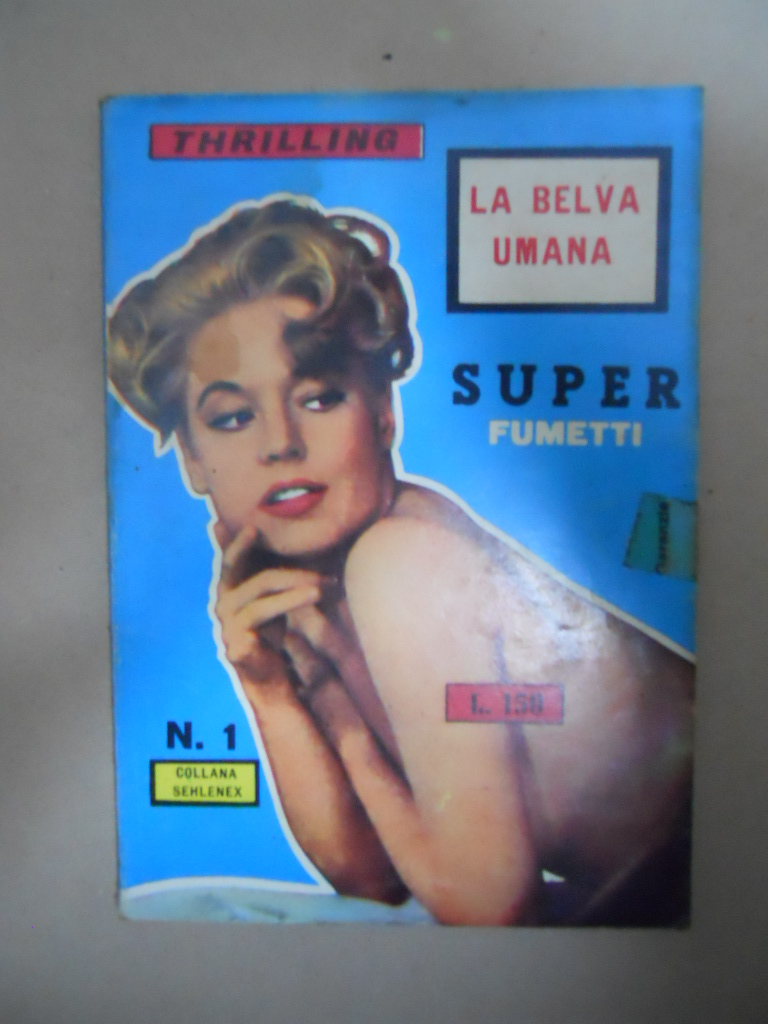 THRILLING
LA BELVA
UMANA
SUPER
FUMETTI
L. 150
N. 1
COLLANA
SEHLENEX